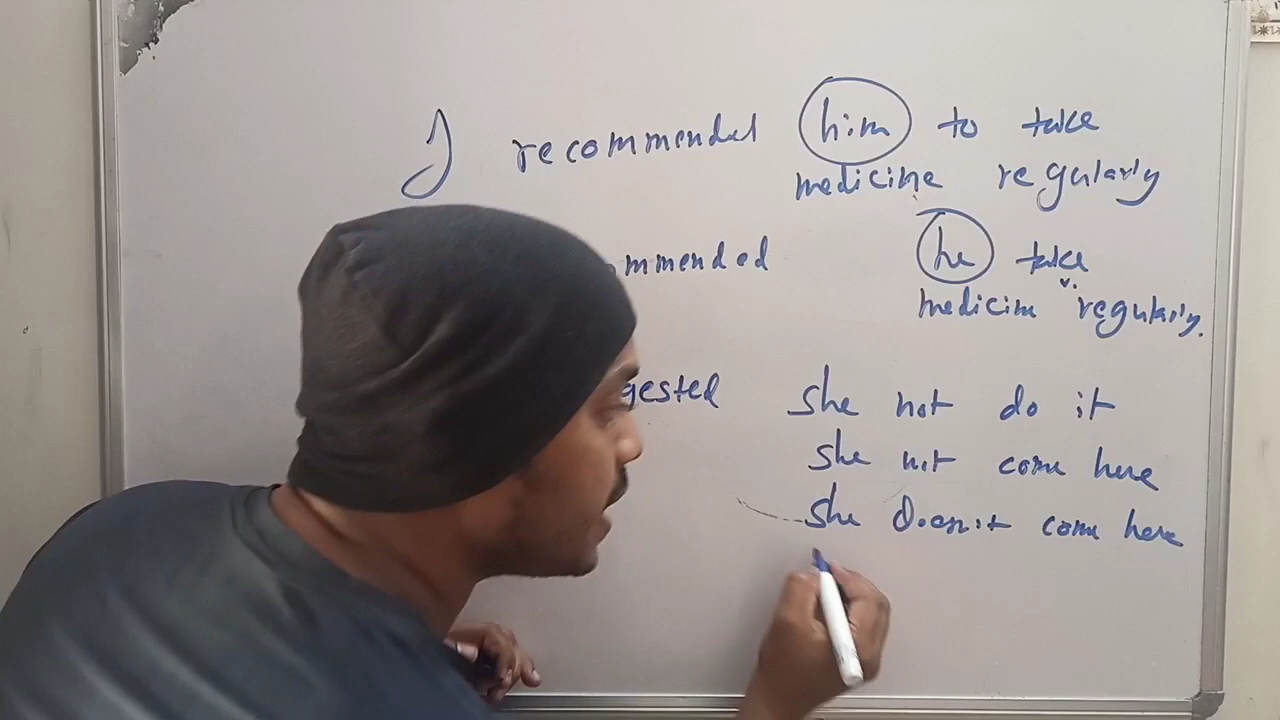 I recommended him to take
medicine regularly
mmended he take
medicine regularly.
gested she not do it
she not come here
she doesn't come here